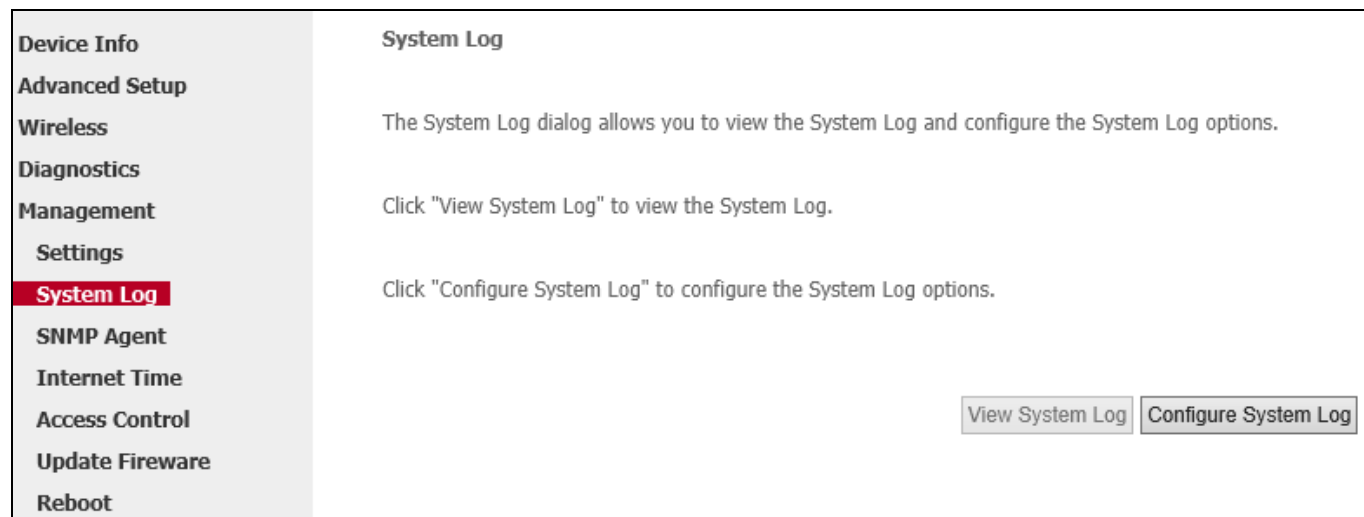 Device Info
Advanced Setup
Wireless
Diagnostics
Management
Settings
System Log
SNMP Agent
Internet Time
Access Control
Update Fireware
Reboot
System Log
The System Log dialog allows you to view the System Log and configure the System Log options.
Click "View System Log" to view the System Log.
Click "Configure System Log" to configure the System Log options.
View System Log Configure System Log